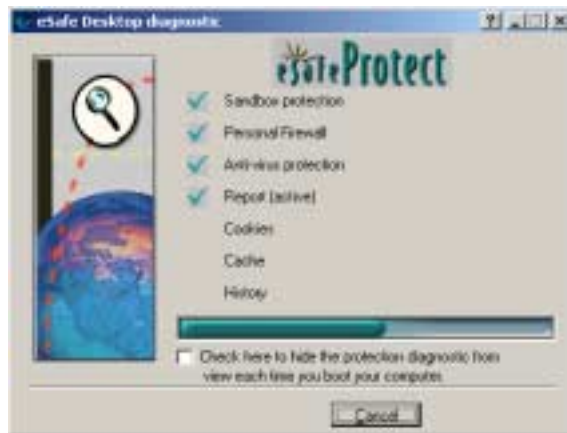 eSafe Desktop diagnostic
eSafeProtect
Sandbox protection
Personal Firewall
Anti-virus protection
Report (active)
Cookies
Cache
History
Check here to hide the protection diagnostic from
view each time you boot your computer.
Cancel